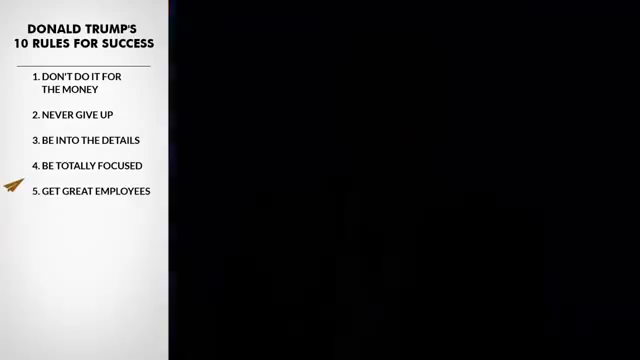 DONALD TRUMP'S
10 RULES FOR SUCCESS
1. DON'T DO IT FOR
THE MONEY
2. NEVER GIVE UP
3. BE INTO THE DETAILS
4. BE TOTALLY FOCUSED
5. GET GREAT EMPLOYEES